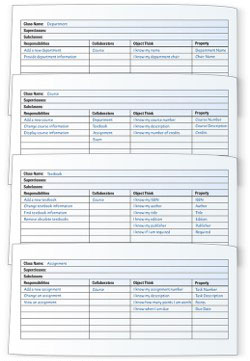 Class Name: Department
Superclasses:
Subclasses:
Responsibilities Collaborators Object Think Property
Add a new department Course I know my name Department Name
Provide department information I know my department chair Chair Name
Class Name: Course
Superclasses:
Subclasses:
Responsibilities Collaborators Object Think Property
Add a new course Department I know my course number Course Number
Change course information Textbook I know my description Course Description
Display course information Assignment I know my number of credits Credits
Exam
Class Name: Textbook
Superclasses:
Subclasses:
Responsibilities Collaborators Object Think Property
Add a new textbook Course I know my ISBN ISBN
Change textbook information I know my author Author
Find textbook information I know my title Title
Remove obsolete textbooks I know my edition Edition
I know my publisher Publisher
I know if I am required Required
Class Name: Assignment
Superclasses:
Subclasses:
Responsibilities Collaborators Object Think Property
Add a new assignment Course I know my assignment number Task Number
Change an assignment I know my description Task Description
View an assignment I know how many points I am worth Points
I know when I am due Due Date